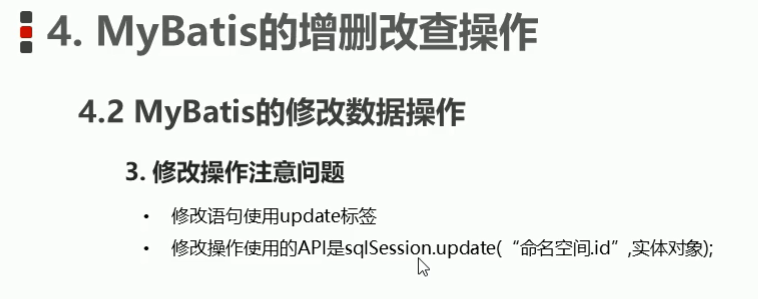 4. MyBatis的增删改查操作
4.2 MyBatis的修改数据操作
3. 修改操作注意问题
• 修改语句使用update标签
• 修改操作使用的API是sqlSession.update(“命名空间.id”,实体对象);